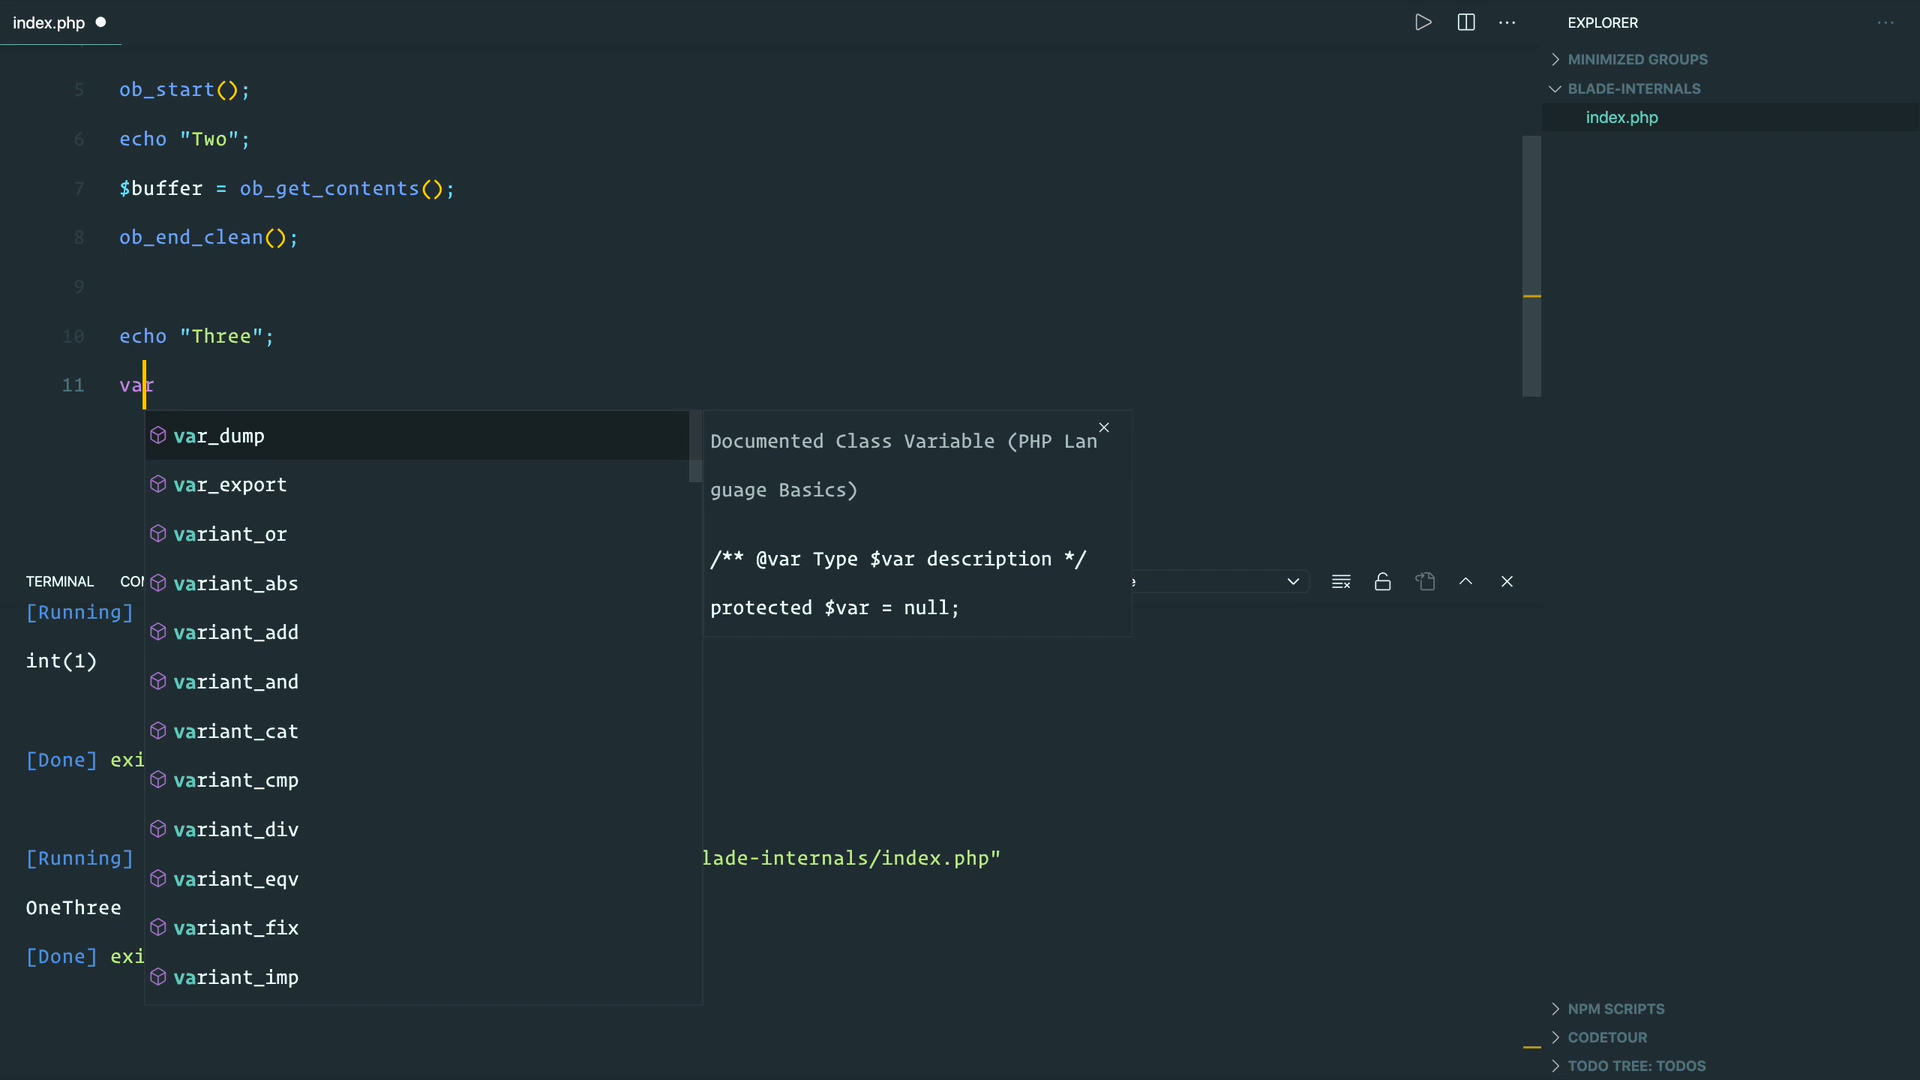 index.php
EXPLORER
MINIMIZED GROUPS
BLADE-INTERNALS
index.php
5 ob_start();
6 echo "Two";
7 $buffer = ob_get_contents();
8 ob_end_clean();
9
10 echo "Three";
11 var
var_dump
var_export
variant_or
variant_abs
variant_add
variant_and
variant_cat
variant_cmp
variant_div
variant_eqv
variant_fix
variant_imp
Documented Class Variable (PHP Lan
guage Basics)
/** @var Type $var description */
protected $var = null;
TERMINAL
[Running]
int(1)
[Done] exi
[Running] lade-internals/index.php"
OneThree
[Done] exi
NPM SCRIPTS
CODETOUR
TODO TREE: TODOS